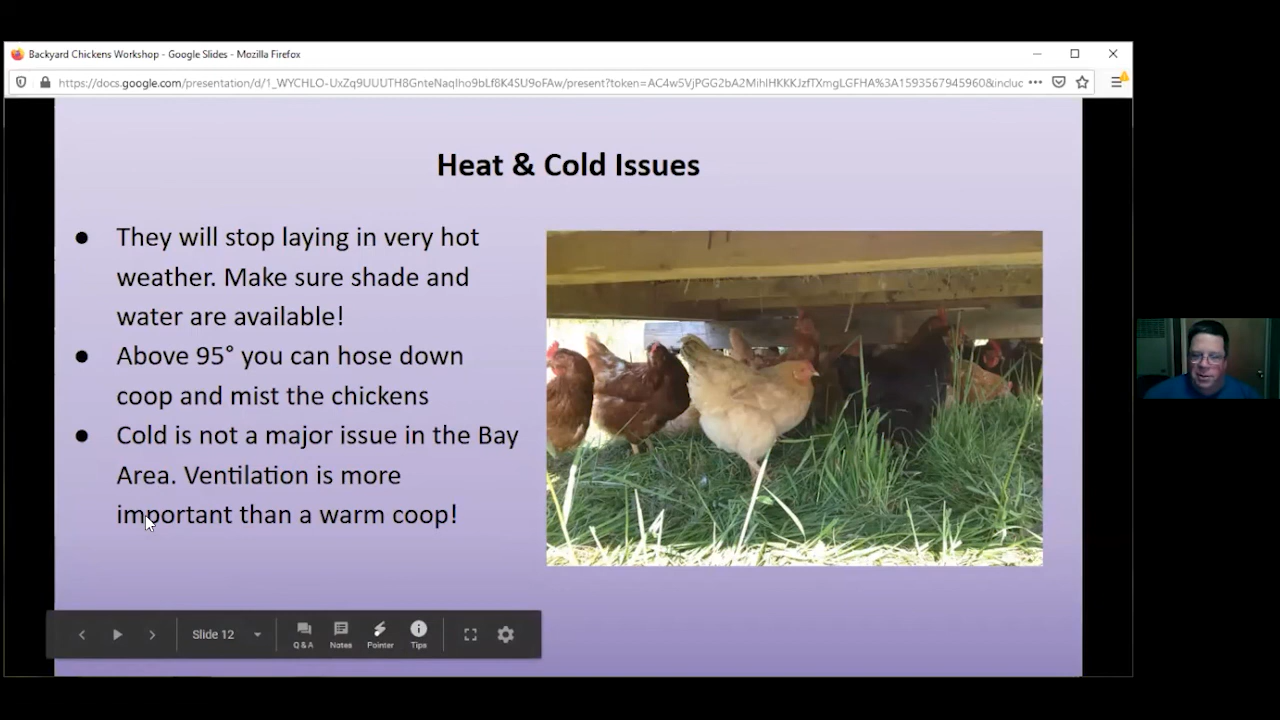 Backyard Chickens Workshop - Google Slides - Mozilla Firefox
https://docs.google.com/presentation/d/1_WYCHLO-UxZq9UUUTH8GnteNaqIho9bLf8K4SU9oFAw/present?token=AC4w5VjPGG2bA2MihIHKKKJzfTXmgLGFHA%3A1593567945960&includ
Heat & Cold Issues
● They will stop laying in very hot
weather. Make sure shade and
water are available!
● Above 95° you can hose down
coop and mist the chickens
● Cold is not a major issue in the Bay
Area. Ventilation is more
important than a warm coop!
Slide 12
Q & A Notes Pointer Tips